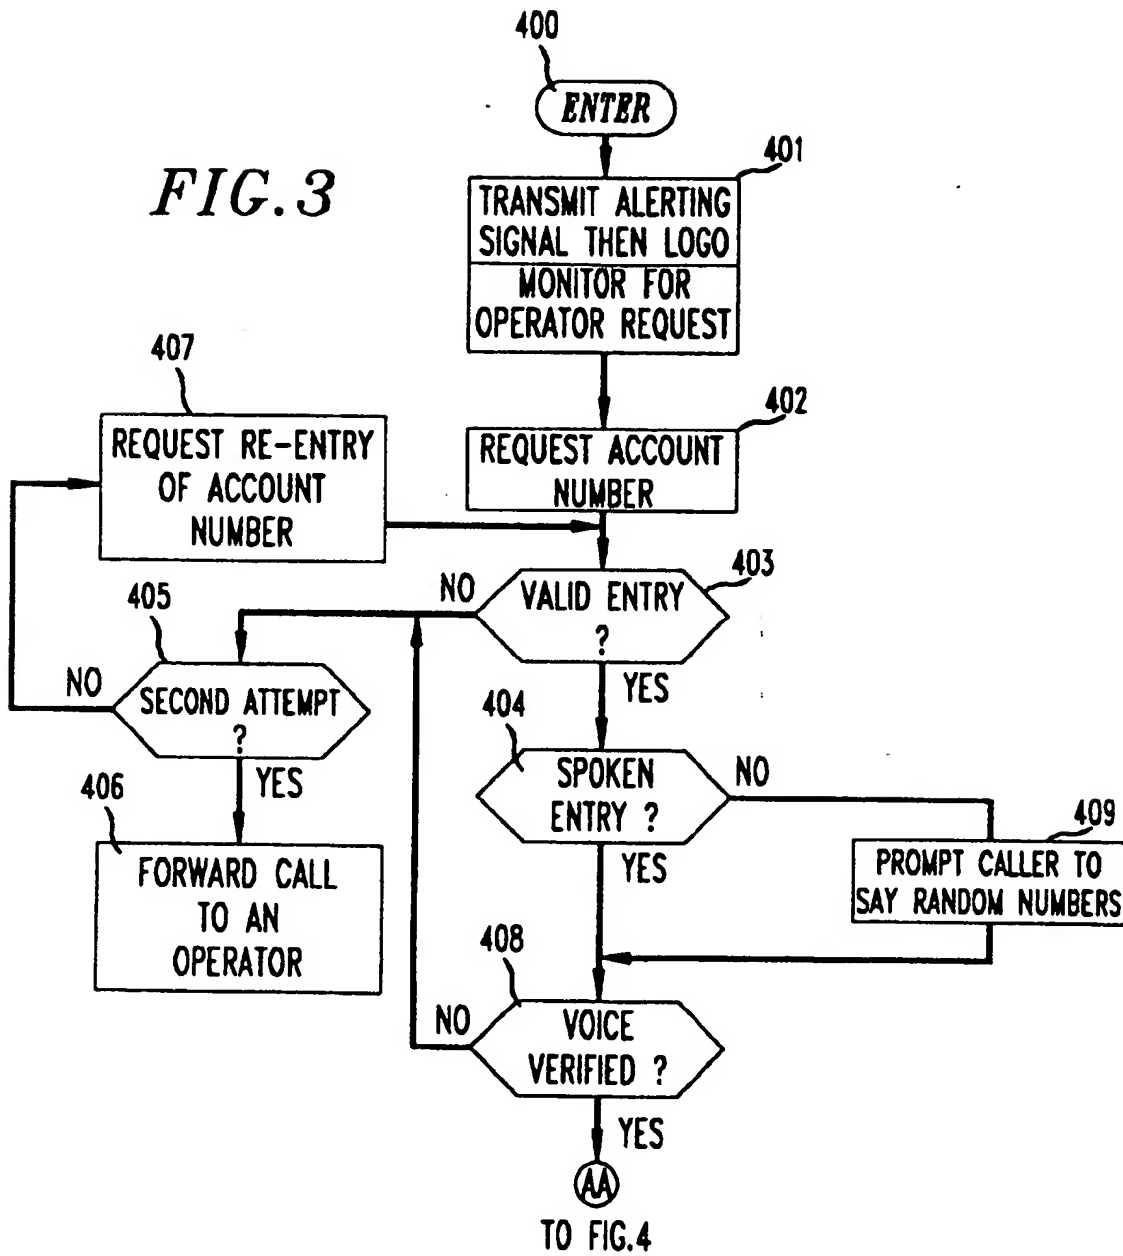 400
ENTER
FIG.3
401
TRANSMIT ALERTING
SIGNAL THEN LOGO
MONITOR FOR
OPERATOR REQUEST
407
REQUEST RE-ENTRY
OF ACCOUNT
NUMBER
402
REQUEST ACCOUNT
NUMBER
403
VALID ENTRY
?
NO
YES
405
SECOND ATTEMPT
?
NO
YES
404
SPOKEN
ENTRY ?
NO
YES
406
FORWARD CALL
TO AN
OPERATOR
409
PROMPT CALLER TO
SAY RANDOM NUMBERS
408
VOICE
VERIFIED ?
NO
YES
AA
TO FIG.4